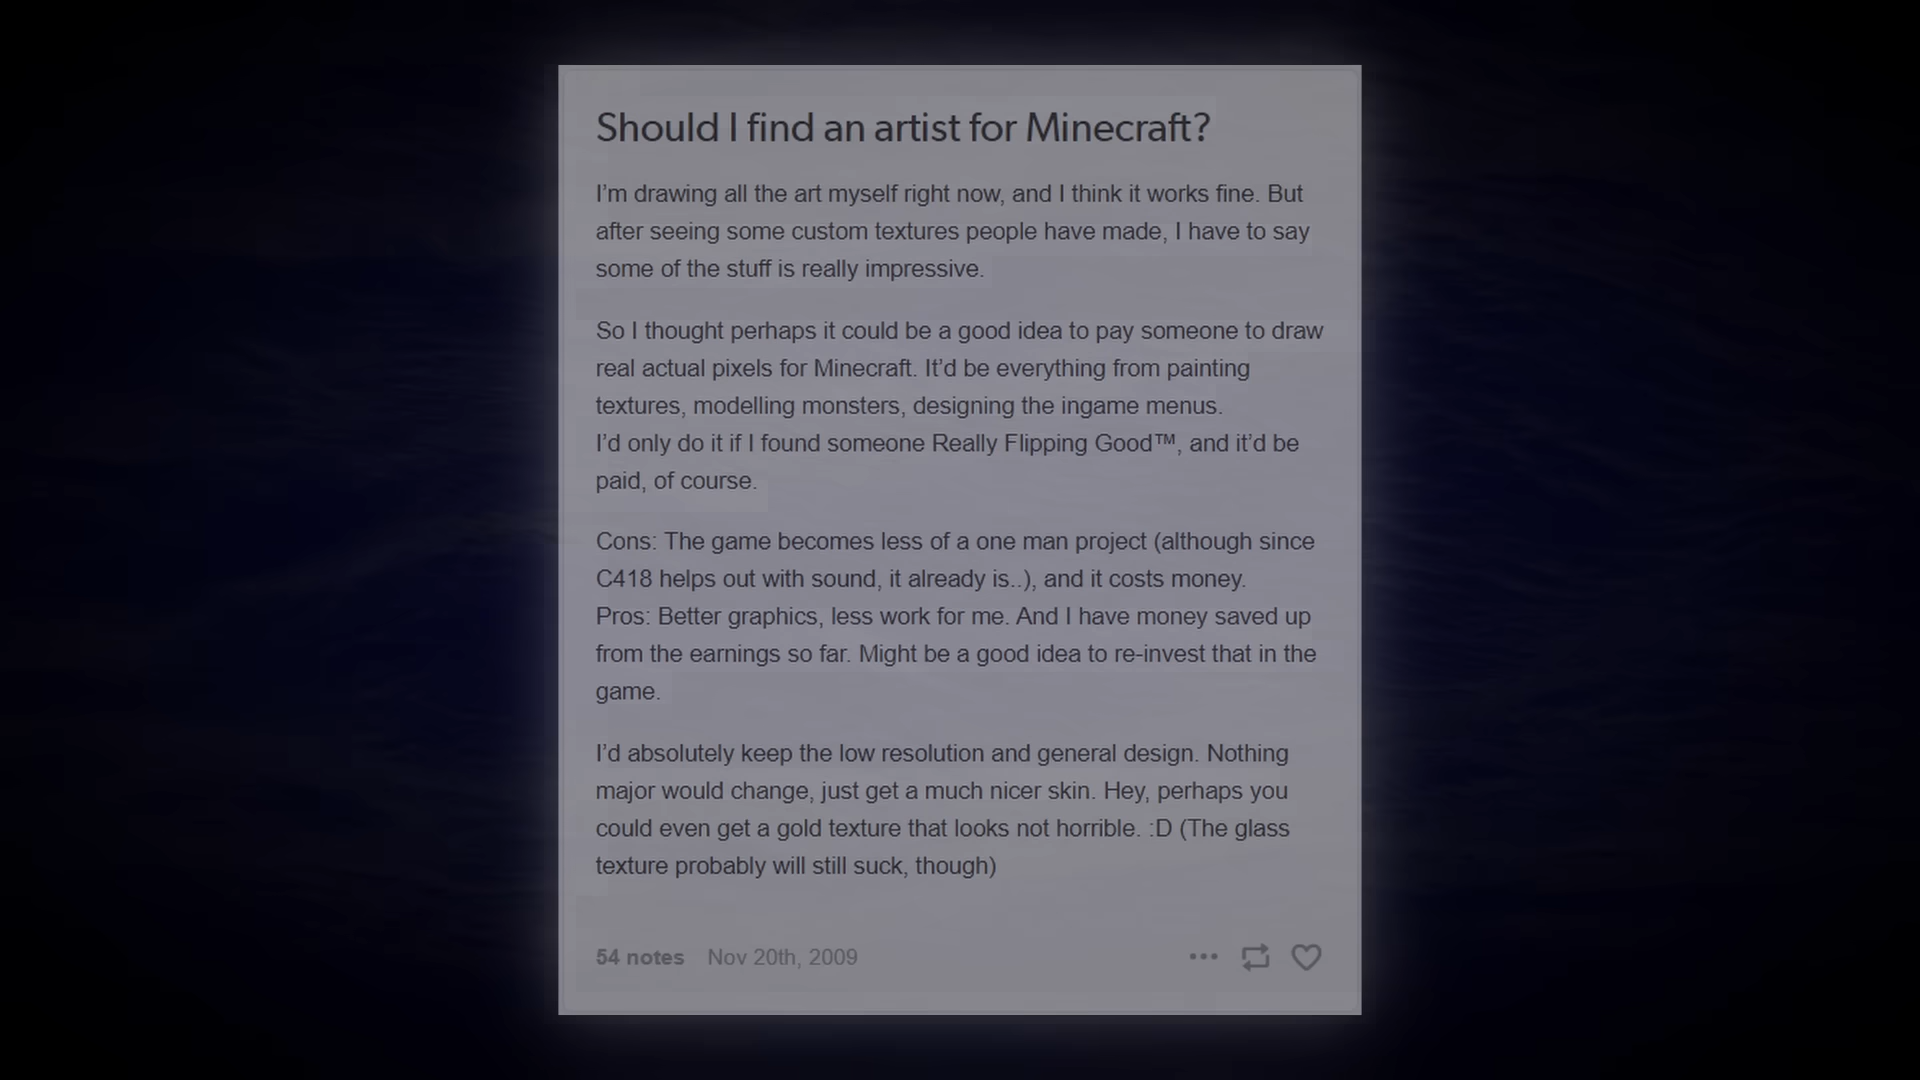 Should I find an artist for Minecraft?
I’m drawing all the art myself right now, and I think it works fine. But
after seeing some custom textures people have made, I have to say
some of the stuff is really impressive.
So I thought perhaps it could be a good idea to pay someone to draw
real actual pixels for Minecraft. It’d be everything from painting
textures, modelling monsters, designing the ingame menus.
I’d only do it if I found someone Really Flipping Good™, and it’d be
paid, of course.
Cons: The game becomes less of a one man project (although since
C418 helps out with sound, it already is..), and it costs money.
Pros: Better graphics, less work for me. And I have money saved up
from the earnings so far. Might be a good idea to re-invest that in the
game.
I’d absolutely keep the low resolution and general design. Nothing
major would change, just get a much nicer skin. Hey, perhaps you
could even get a gold texture that looks not horrible. :D (The glass
texture probably will still suck, though)
54 notes Nov 20th, 2009